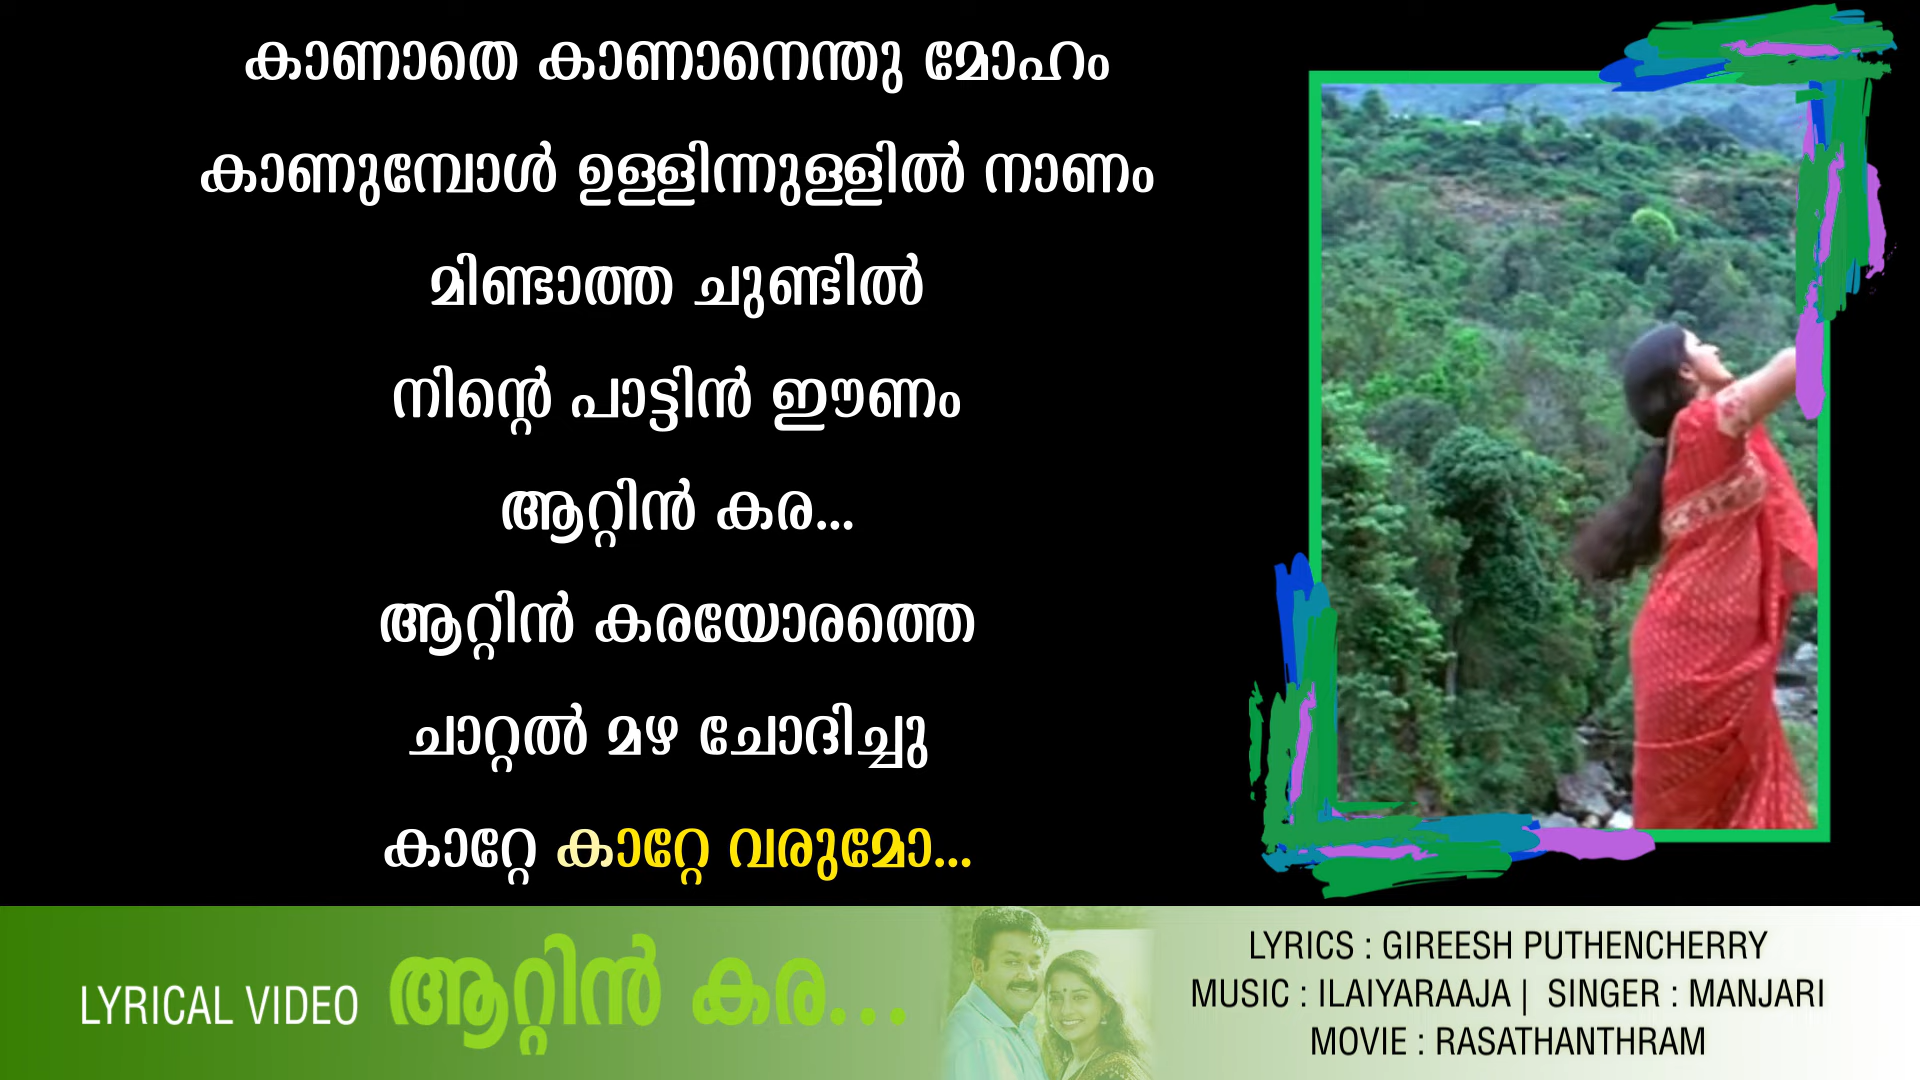 കാണാതെ കാണാനെന്തു മോഹം
കാണുമ്പോൾ ഉള്ളിന്നുള്ളിൽ നാണം
മിണ്ടാത്ത ചുണ്ടിൽ
നിന്റെ പാട്ടിൻ ഈണം
ആറ്റിൻ കര...
ആറ്റിൻ കരയോരത്തെ
ചാറ്റൽ മഴ ചോദിച്ചു
കാറ്റേ കാറ്റേ വരുമോ...
LYRICAL VIDEO ആറ്റിൻ കര...
LYRICS : GIREESH PUTHENCHERRY
MUSIC : ILAIYARAAJA | SINGER : MANJARI
MOVIE : RASATHANTHRAM